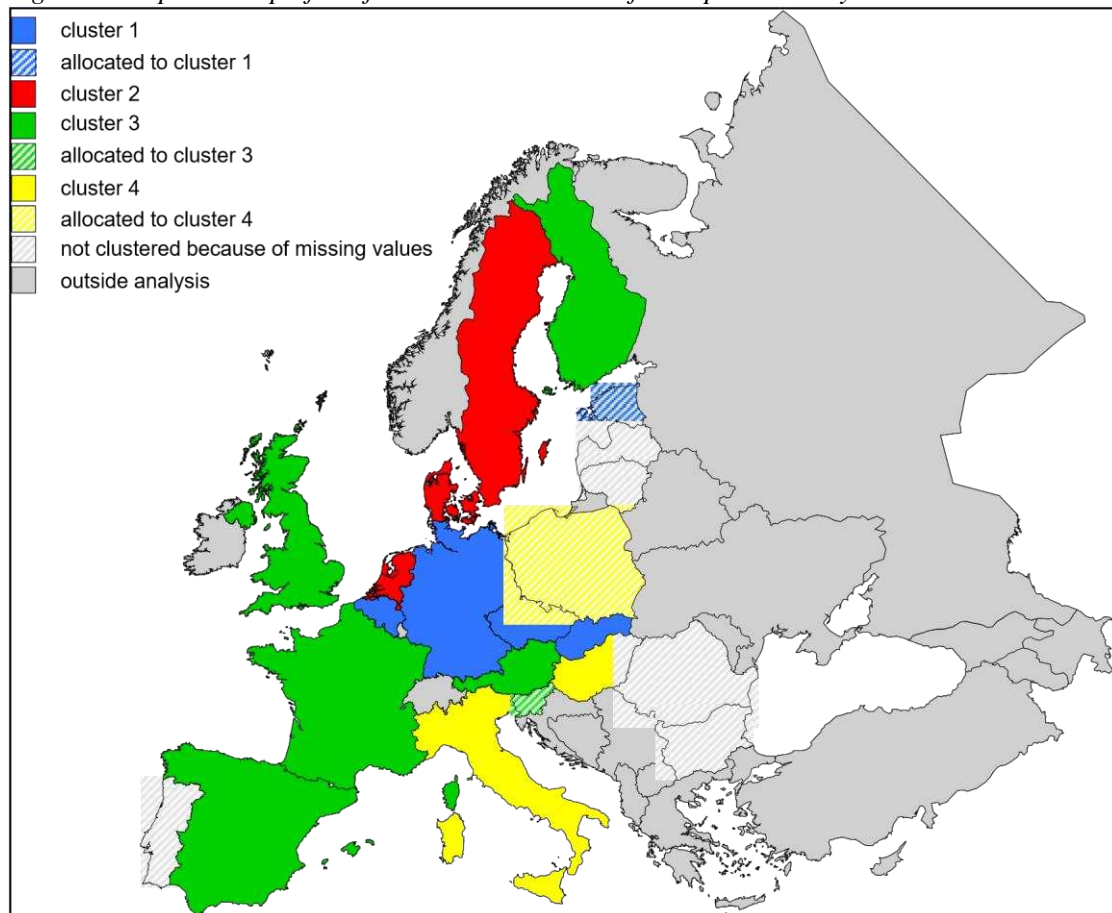 cluster 1
allocated to cluster 1
cluster 2
cluster 3
allocated to cluster 3
cluster 4
allocated to cluster 4
not clustered because of missing values
outside analysis